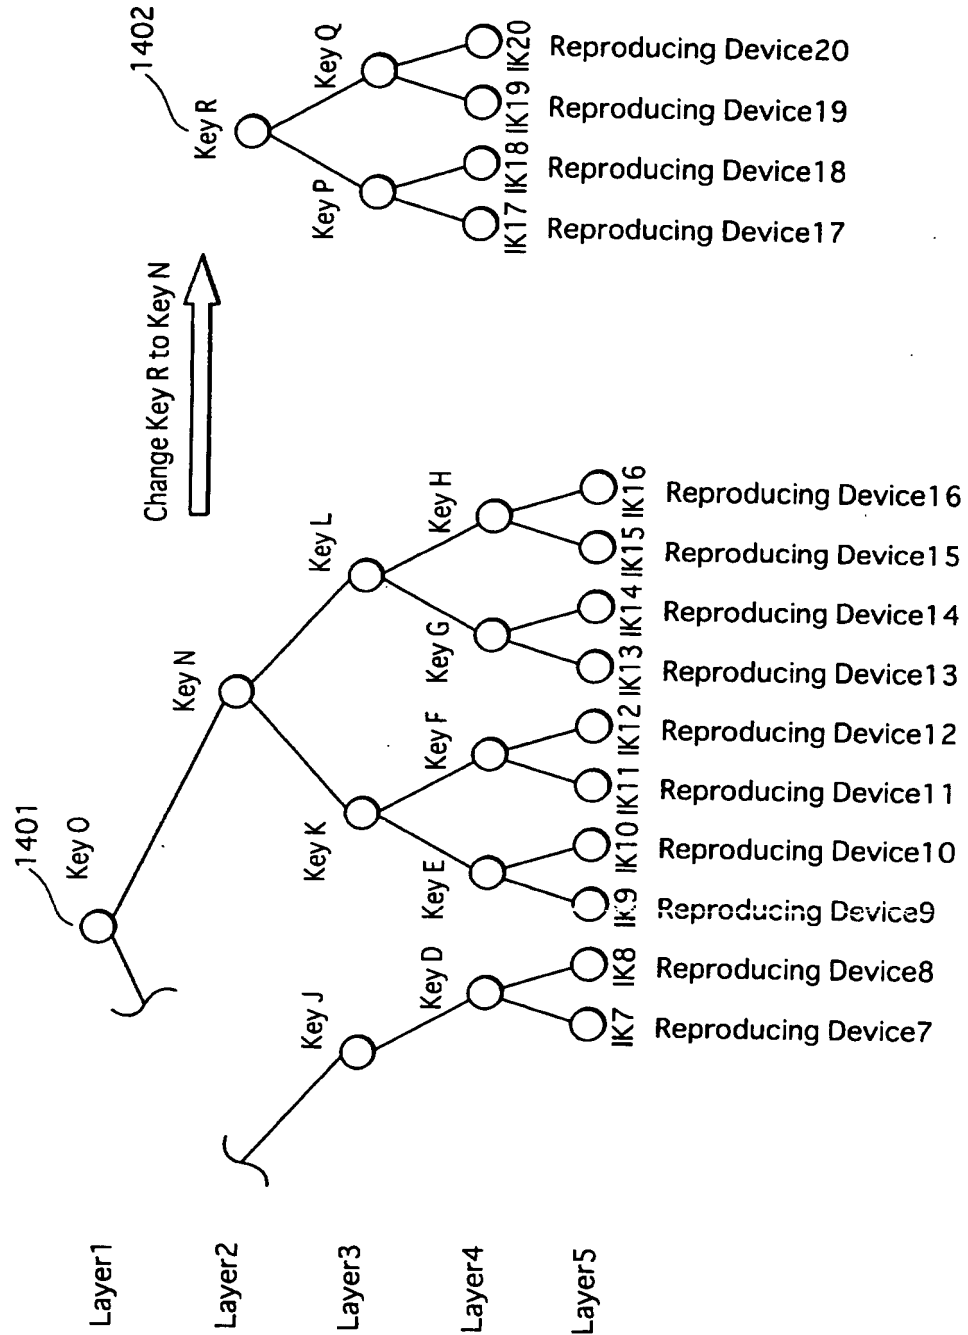 1402
Key R
Key Q
Key P
IK20
IK19
IK18
IK17
Reproducing Device20
Reproducing Device19
Reproducing Device18
Reproducing Device17
Change Key R to Key N
1401
Key O
Key N
Key L
Key K
Key J
Key H
Key G
Key F
Key E
Key D
IK16
IK15
IK14
IK13
IK12
IK11
IK10
IK9
IK8
IK7
Reproducing Device16
Reproducing Device15
Reproducing Device14
Reproducing Device13
Reproducing Device12
Reproducing Device11
Reproducing Device10
Reproducing Device9
Reproducing Device8
Reproducing Device7
Layer1
Layer2
Layer3
Layer4
Layer5